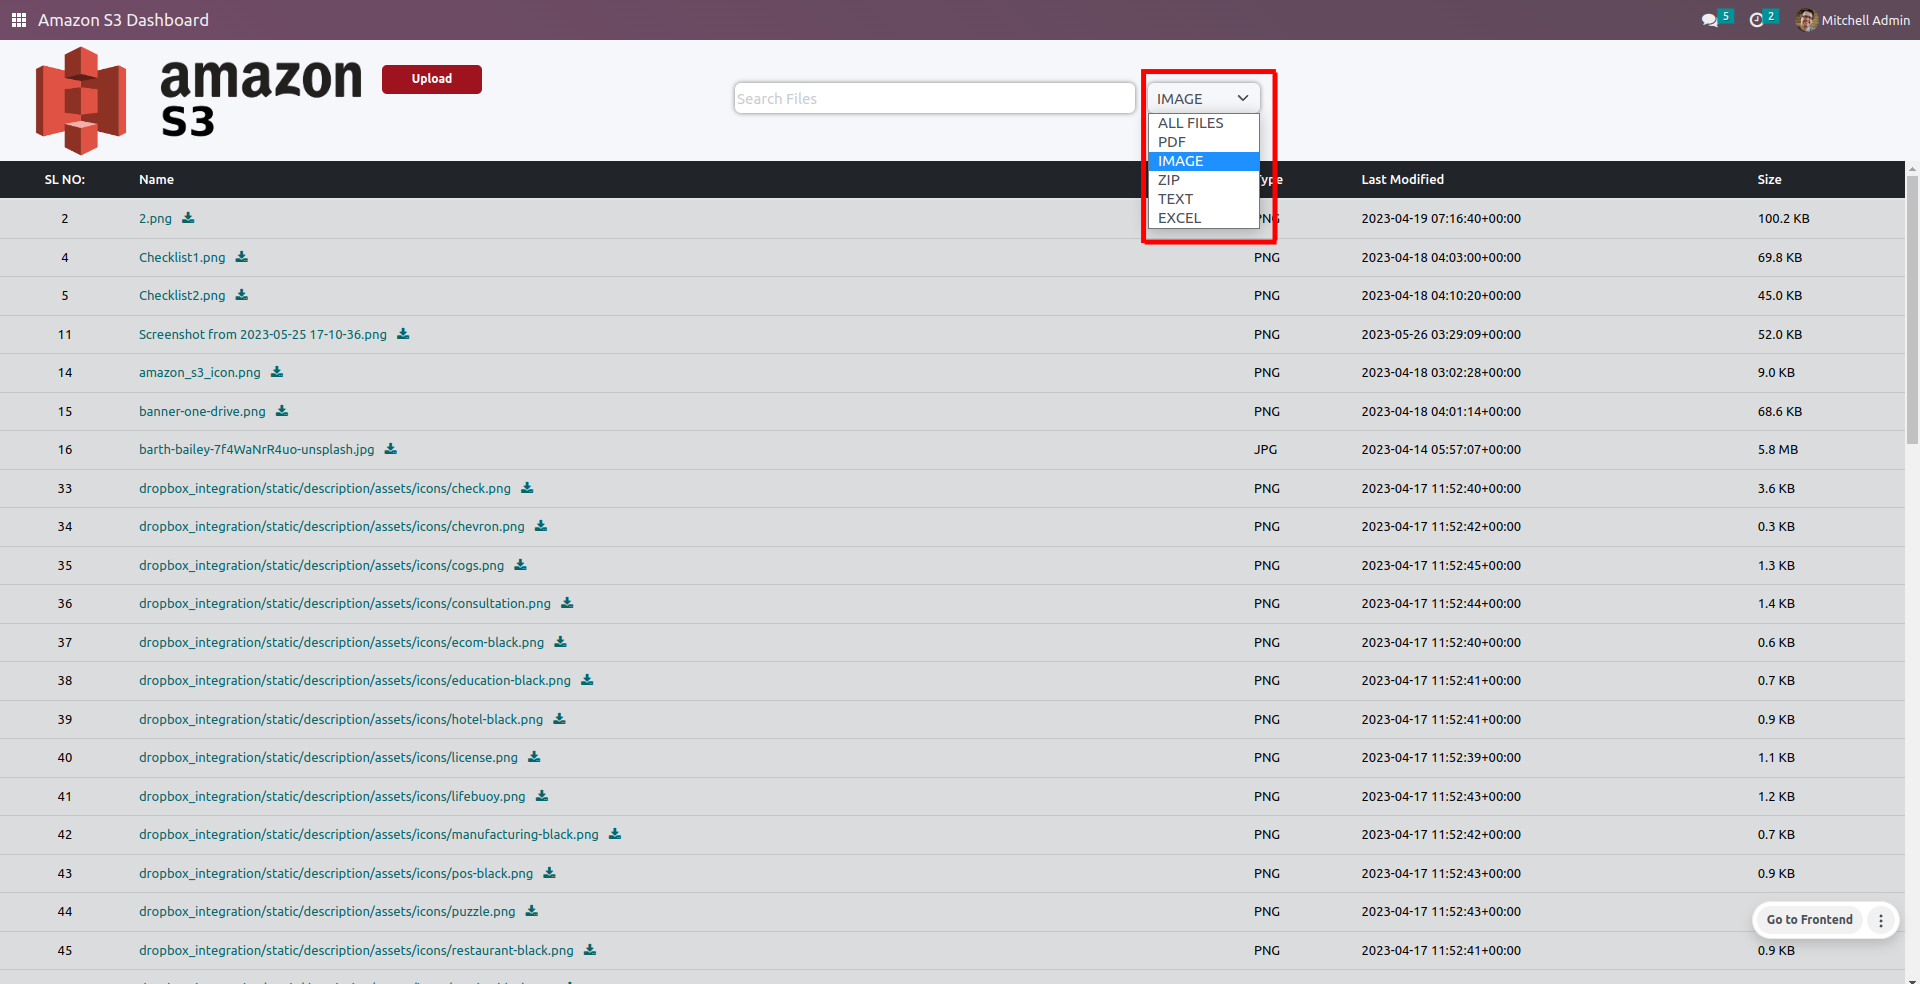 Amazon S3 Dashboard
5
2
Mitchell Admin
amazon
S3
Upload
Search Files
IMAGE
ALL FILES
PDF
IMAGE
ZIP
TEXT
EXCEL
SL NO: Name ype Last Modified Size
2 2.png PNG 2023-04-19 07:16:40+00:00 100.2 KB
4 Checklist1.png PNG 2023-04-18 04:03:00+00:00 69.8 KB
5 Checklist2.png PNG 2023-04-18 04:10:20+00:00 45.0 KB
11 Screenshot from 2023-05-25 17-10-36.png PNG 2023-05-26 03:29:09+00:00 52.0 KB
14 amazon_s3_icon.png PNG 2023-04-18 03:02:28+00:00 9.0 KB
15 banner-one-drive.png PNG 2023-04-18 04:01:14+00:00 68.6 KB
16 barth-bailey-7f4WaNrR4uo-unsplash.jpg JPG 2023-04-14 05:57:07+00:00 5.8 MB
33 dropbox_integration/static/description/assets/icons/check.png PNG 2023-04-17 11:52:40+00:00 3.6 KB
34 dropbox_integration/static/description/assets/icons/chevron.png PNG 2023-04-17 11:52:42+00:00 0.3 KB
35 dropbox_integration/static/description/assets/icons/cogs.png PNG 2023-04-17 11:52:45+00:00 1.3 KB
36 dropbox_integration/static/description/assets/icons/consultation.png PNG 2023-04-17 11:52:44+00:00 1.4 KB
37 dropbox_integration/static/description/assets/icons/ecom-black.png PNG 2023-04-17 11:52:40+00:00 0.6 KB
38 dropbox_integration/static/description/assets/icons/education-black.png PNG 2023-04-17 11:52:41+00:00 0.7 KB
39 dropbox_integration/static/description/assets/icons/hotel-black.png PNG 2023-04-17 11:52:41+00:00 0.9 KB
40 dropbox_integration/static/description/assets/icons/license.png PNG 2023-04-17 11:52:39+00:00 1.1 KB
41 dropbox_integration/static/description/assets/icons/lifebuoy.png PNG 2023-04-17 11:52:43+00:00 1.2 KB
42 dropbox_integration/static/description/assets/icons/manufacturing-black.png PNG 2023-04-17 11:52:42+00:00 0.7 KB
43 dropbox_integration/static/description/assets/icons/pos-black.png PNG 2023-04-17 11:52:43+00:00 0.9 KB
44 dropbox_integration/static/description/assets/icons/puzzle.png PNG 2023-04-17 11:52:43+00:00
Go to Frontend
45 dropbox_integration/static/description/assets/icons/restaurant-black.png PNG 2023-04-17 11:52:41+00:00 0.9 KB